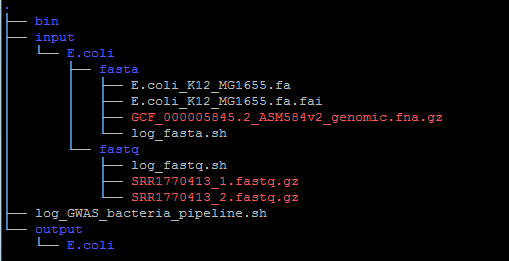 .
├── bin
├── input
│   └── E.coli
│       ├── fasta
│       │   ├── E.coli_K12_MG1655.fa
│       │   ├── E.coli_K12_MG1655.fa.fai
│       │   ├── GCF_000005845.2_ASM584v2_genomic.fna.gz
│       │   └── log_fasta.sh
│       └── fastq
│           ├── log_fastq.sh
│           ├── SRR1770413_1.fastq.gz
│           └── SRR1770413_2.fastq.gz
├── log_GWAS_bacteria_pipeline.sh
└── output
    └── E.coli